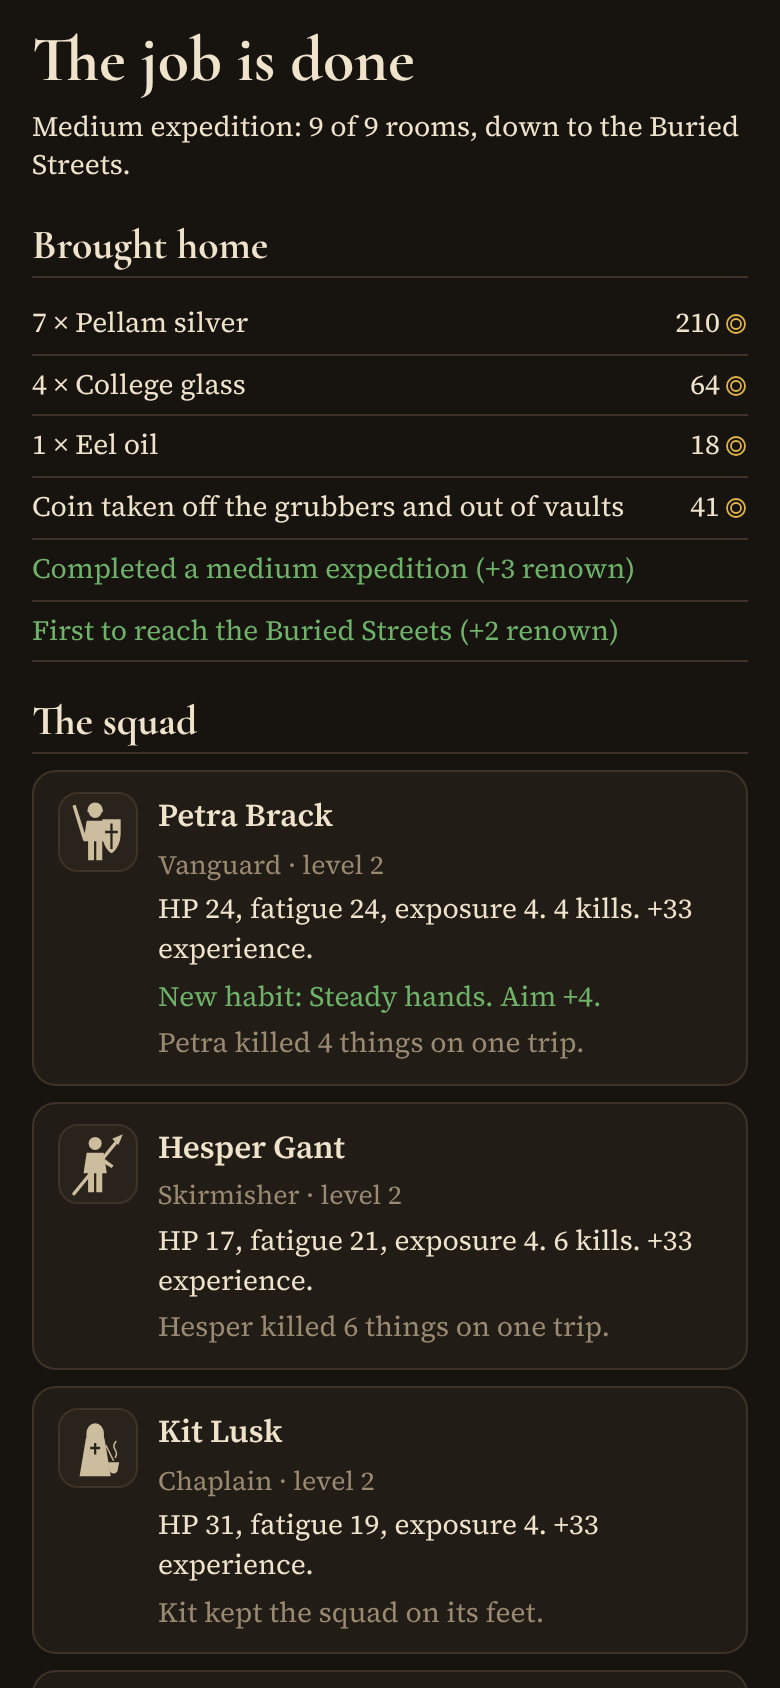 The job is done
Medium expedition: 9 of 9 rooms, down to the Buried
Streets.
Brought home
7 × Pellam silver 210
4 × College glass 64
1 × Eel oil 18
Coin taken off the grubbers and out of vaults 41
Completed a medium expedition (+3 renown)
First to reach the Buried Streets (+2 renown)
The squad
Petra Brack
Vanguard · level 2
HP 24, fatigue 24, exposure 4. 4 kills. +33
experience.
New habit: Steady hands. Aim +4.
Petra killed 4 things on one trip.
Hesper Gant
Skirmisher · level 2
HP 17, fatigue 21, exposure 4. 6 kills. +33
experience.
Hesper killed 6 things on one trip.
Kit Lusk
Chaplain · level 2
HP 31, fatigue 19, exposure 4. +33
experience.
Kit kept the squad on its feet.